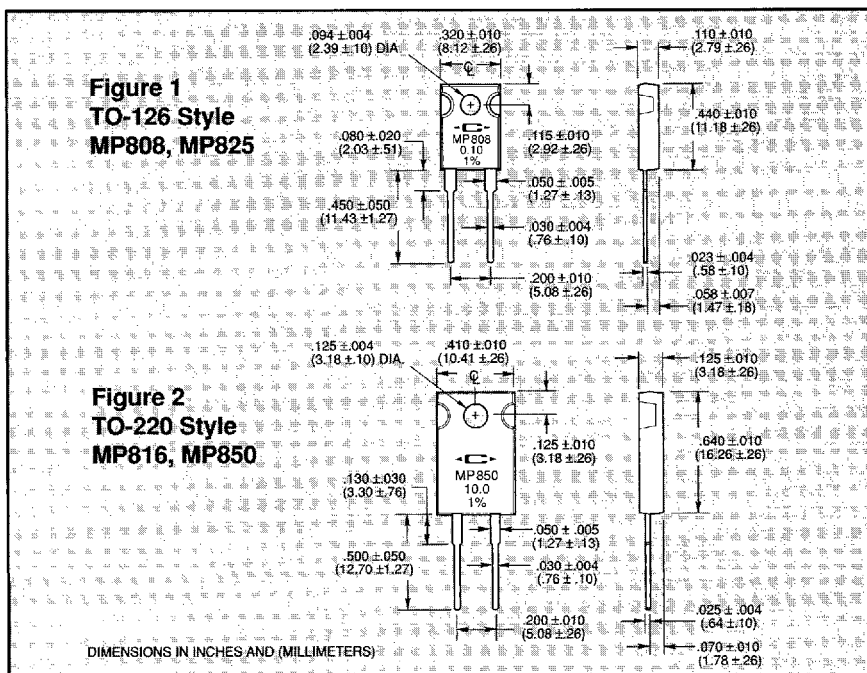 Figure 1
TO-126 Style
MP808, MP825
.094 ±.004
(2.39 ±.10) DIA
.320 ±.010
(8.12 ±.26)
.110 ±.010
(2.79 ±.26)
.080 ±.020
(2.03 ±.51)
MP808
0.10
1%
.115 ±.010
(2.92 ±.26)
.440 ±.010
(11.18 ±.26)
.450 ±.050
(11.43 ±1.27)
.050 ± .005
(1.27 ± .13)
.030 ±.004
(.76 ± .10)
.200 ±.010
(5.08 ±.26)
.023 ±.004
(.58 ±.10)
.058 ±.007
(1.47 ±.18)
Figure 2
TO-220 Style
MP816, MP850
.125 ±.004
(3.18 ±.10) DIA.
.410 ±.010
(10.41 ±.26)
.125 ±.010
(3.18 ±.26)
.130 ±.030
(3.30 ±.76)
MP850
10.0
1%
.125 ±.010
(3.18 ±.26)
.640 ±.010
(16.26 ±.26)
.500 ±.050
(12.70 ±1.27)
.050 ± .005
(1.27 ± .13)
.030 ±.004
(.76 ± .10)
.200 ±.010
(5.08 ±.26)
.025 ±.004
(.64 ±.10)
.070 ±.010
(1.78 ±.26)
DIMENSIONS IN INCHES AND (MILLIMETERS)